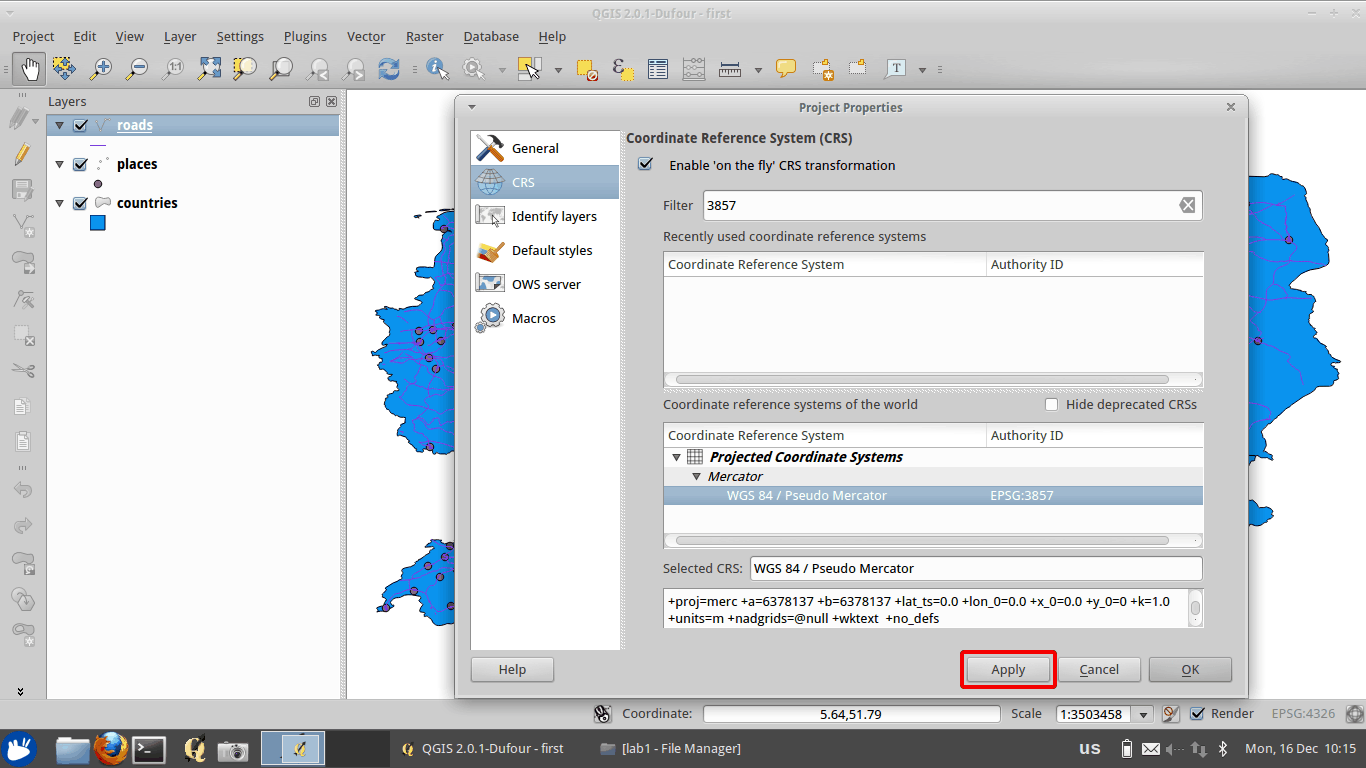 QGIS 2.0.1-Dufour - first
Project Edit View Layer Settings Plugins Vector Raster Database Help
1:1
T
Layers
roads
places
countries
Project Properties
General
CRS
Identify layers
Default styles
OWS server
Macros
Coordinate Reference System (CRS)
Enable 'on the fly' CRS transformation
Filter 3857
Recently used coordinate reference systems
Coordinate Reference System Authority ID
Coordinate reference systems of the world Hide deprecated CRSs
Coordinate Reference System Authority ID
Projected Coordinate Systems
Mercator
WGS 84 / Pseudo Mercator EPSG:3857
Selected CRS: WGS 84 / Pseudo Mercator
+proj=merc +a=6378137 +b=6378137 +lat_ts=0.0 +lon_0=0.0 +x_0=0.0 +y_0=0 +k=1.0
+units=m +nadgrids=@null +wktext +no_defs
Help Apply Cancel OK
Coordinate: 5.64,51.79 Scale 1:3503458 Render EPSG:4326
QGIS 2.0.1-Dufour - first [lab1 - File Manager] us Mon, 16 Dec 10:15